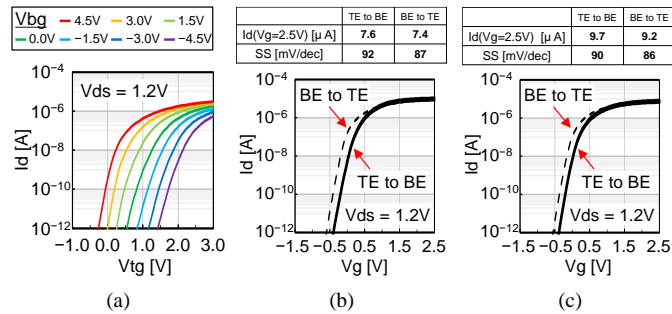 Vbg
4.5V 3.0V 1.5V
0.0V −1.5V −3.0V −4.5V
10−4
10−6
10−8
10−10
10−12
Id [A]
Vds = 1.2V
−1.0 0.0 1.0 2.0 3.0
Vtg [V]
(a)
TE to BE BE to TE
Id(Vg=2.5V) [μ A] 7.6 7.4
SS [mV/dec] 92 87
10−4
10−6
10−8
10−10
10−12
Id [A]
BE to TE
TE to BE
Vds = 1.2V
−1.5 −0.5 0.5 1.5 2.5
Vg [V]
(b)
TE to BE BE to TE
Id(Vg=2.5V) [μ A] 9.7 9.2
SS [mV/dec] 90 86
10−4
10−6
10−8
10−10
10−12
Id [A]
BE to TE
TE to BE
Vds = 1.2V
−1.5 −0.5 0.5 1.5 2.5
Vg [V]
(c)